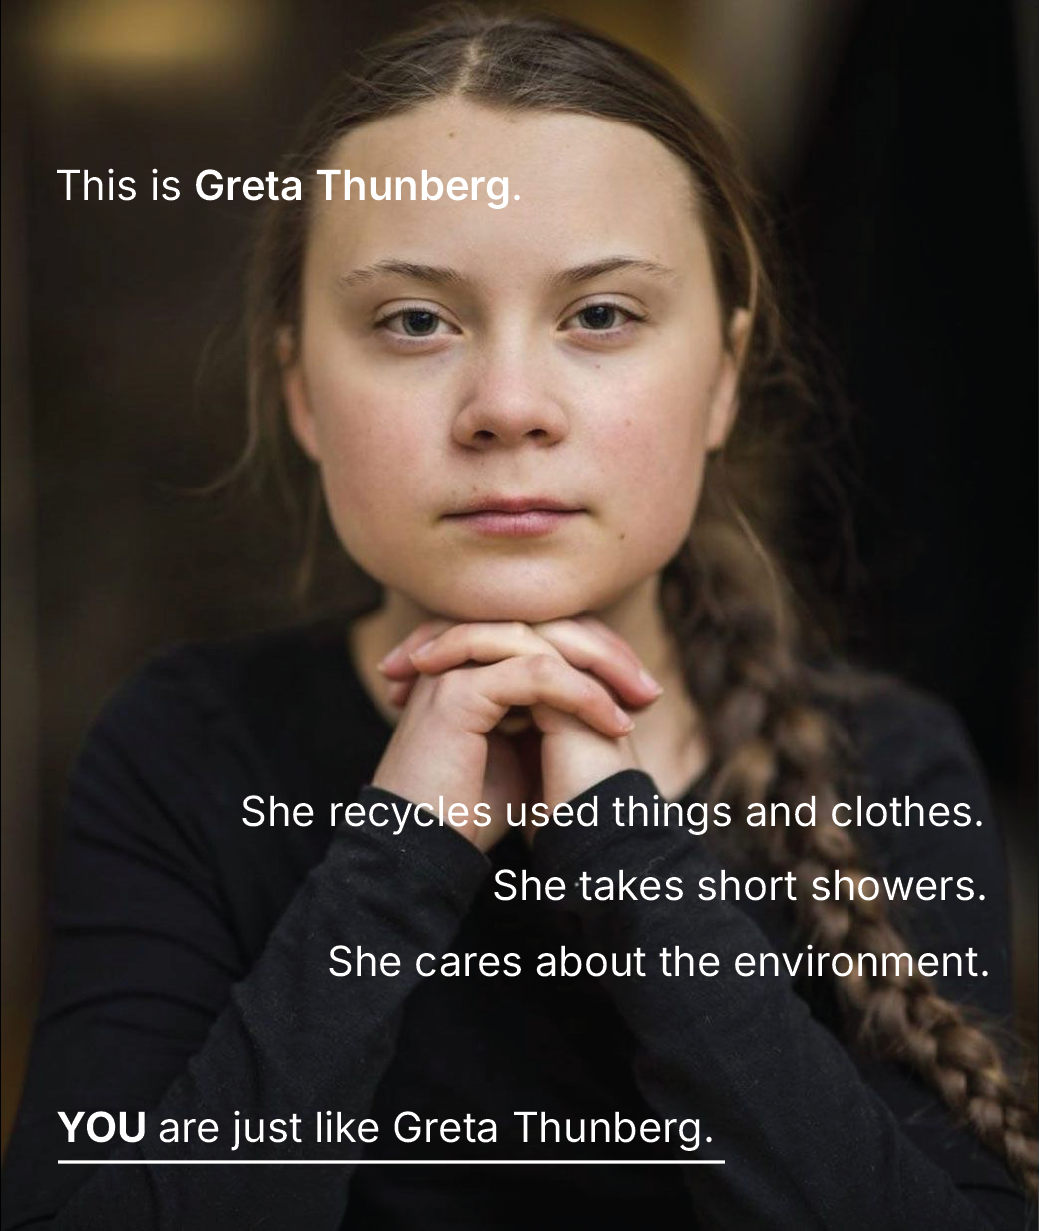 This is Greta Thunberg.
She recycles used things and clothes.
She takes short showers.
She cares about the environment.
YOU are just like Greta Thunberg.